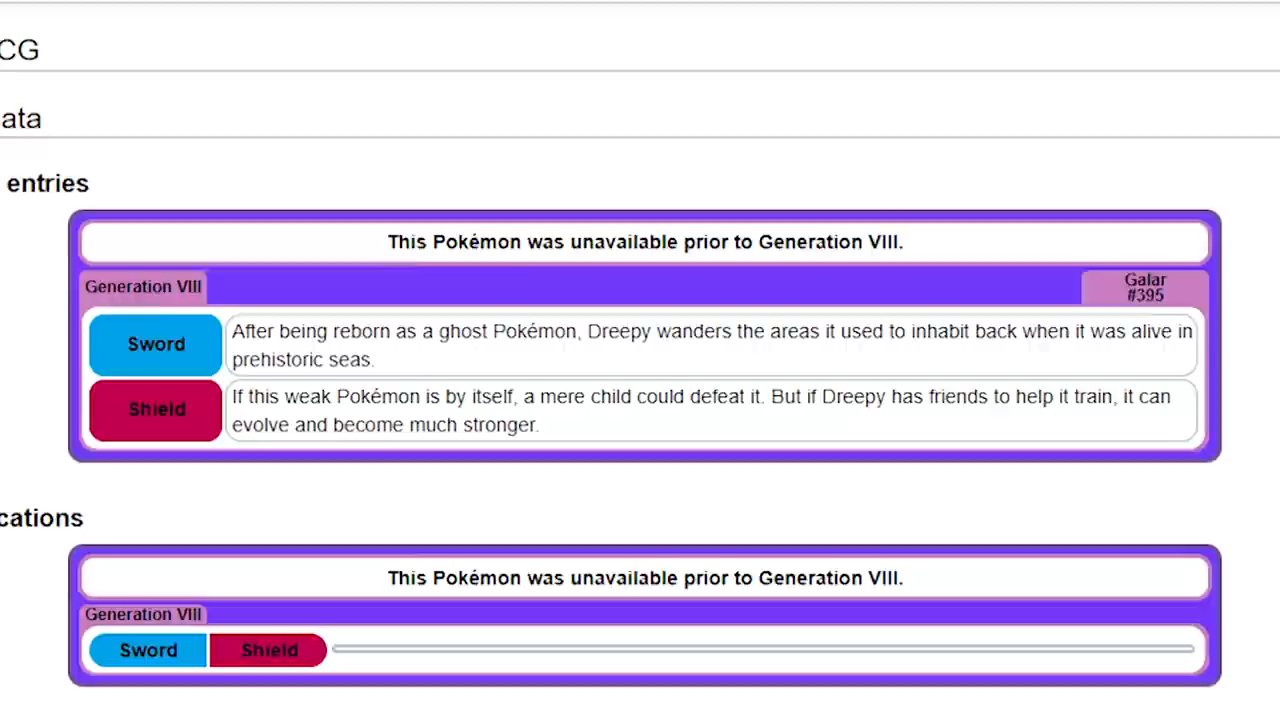 CG
ata
entries
This Pokémon was unavailable prior to Generation VIII.
Generation VIII
Galar
#395
Sword
After being reborn as a ghost Pokémon, Dreepy wanders the areas it used to inhabit back when it was alive in
prehistoric seas.
Shield
If this weak Pokémon is by itself, a mere child could defeat it. But if Dreepy has friends to help it train, it can
evolve and become much stronger.
cations
This Pokémon was unavailable prior to Generation VIII.
Generation VIII
Sword Shield